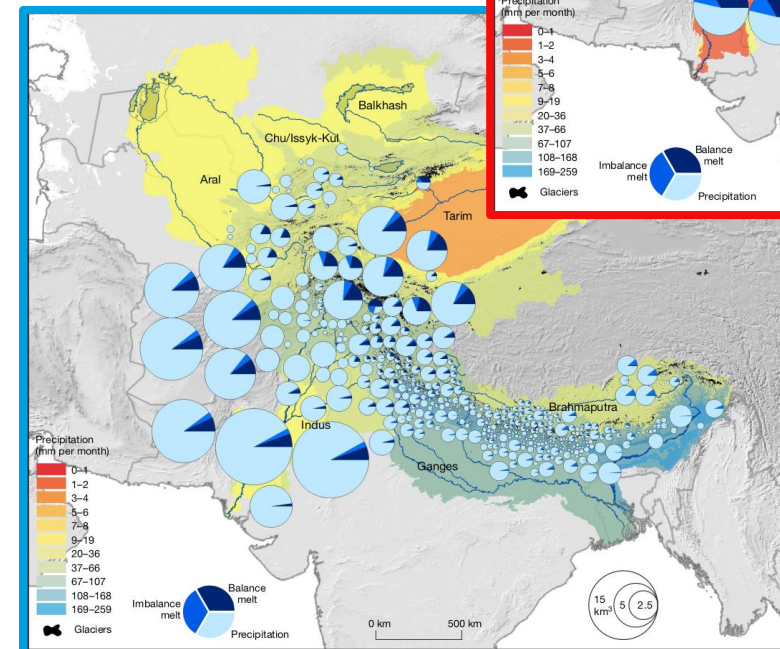 Precipitation
(mm per month)
0–1
1–2
3–4
5–6
7–8
9–19
20–36
37–66
67–107
108–168
169–259
Glaciers
Imbalance
melt
Balance
melt
Precipitation
Balkhash
Chu/Issyk-Kul
Aral
Tarim
Brahmaputra
Indus
Ganges
Precipitation
(mm per month)
0–1
1–2
3–4
5–6
7–8
9–19
20–36
37–66
67–107
108–168
169–259
Glaciers
Imbalance
melt
Balance
melt
Precipitation
0 km 500 km
15
km³ 5 2.5